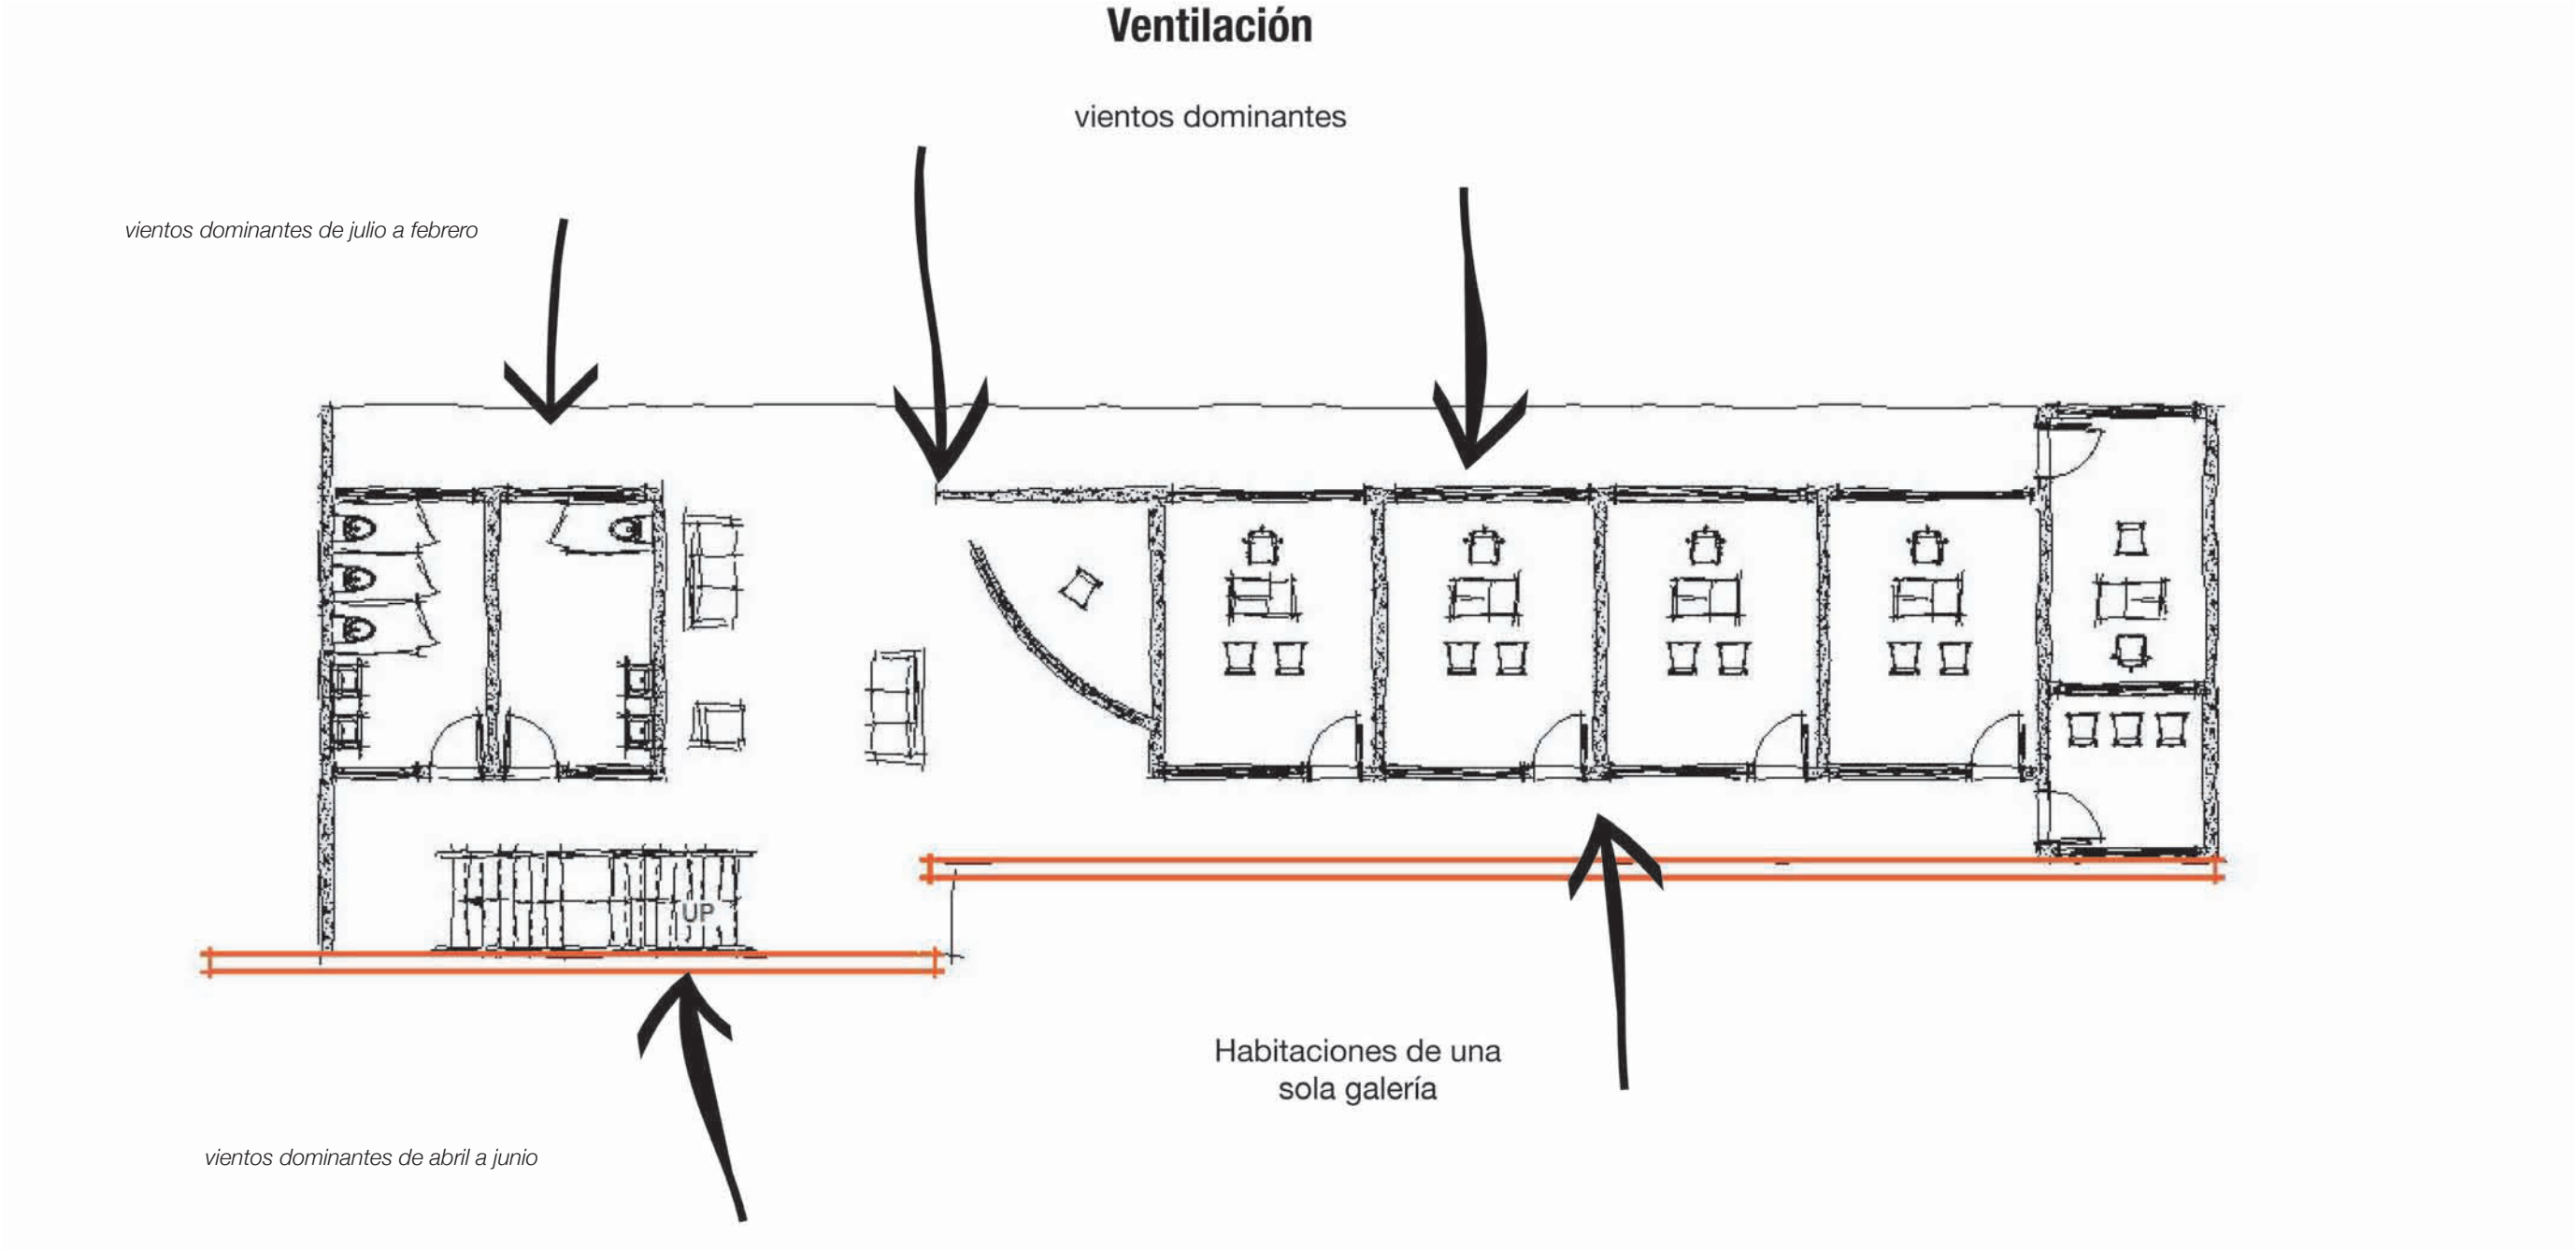 Ventilación
vientos dominantes
vientos dominantes de julio a febrero
UP
Habitaciones de una
sola galería
vientos dominantes de abril a junio